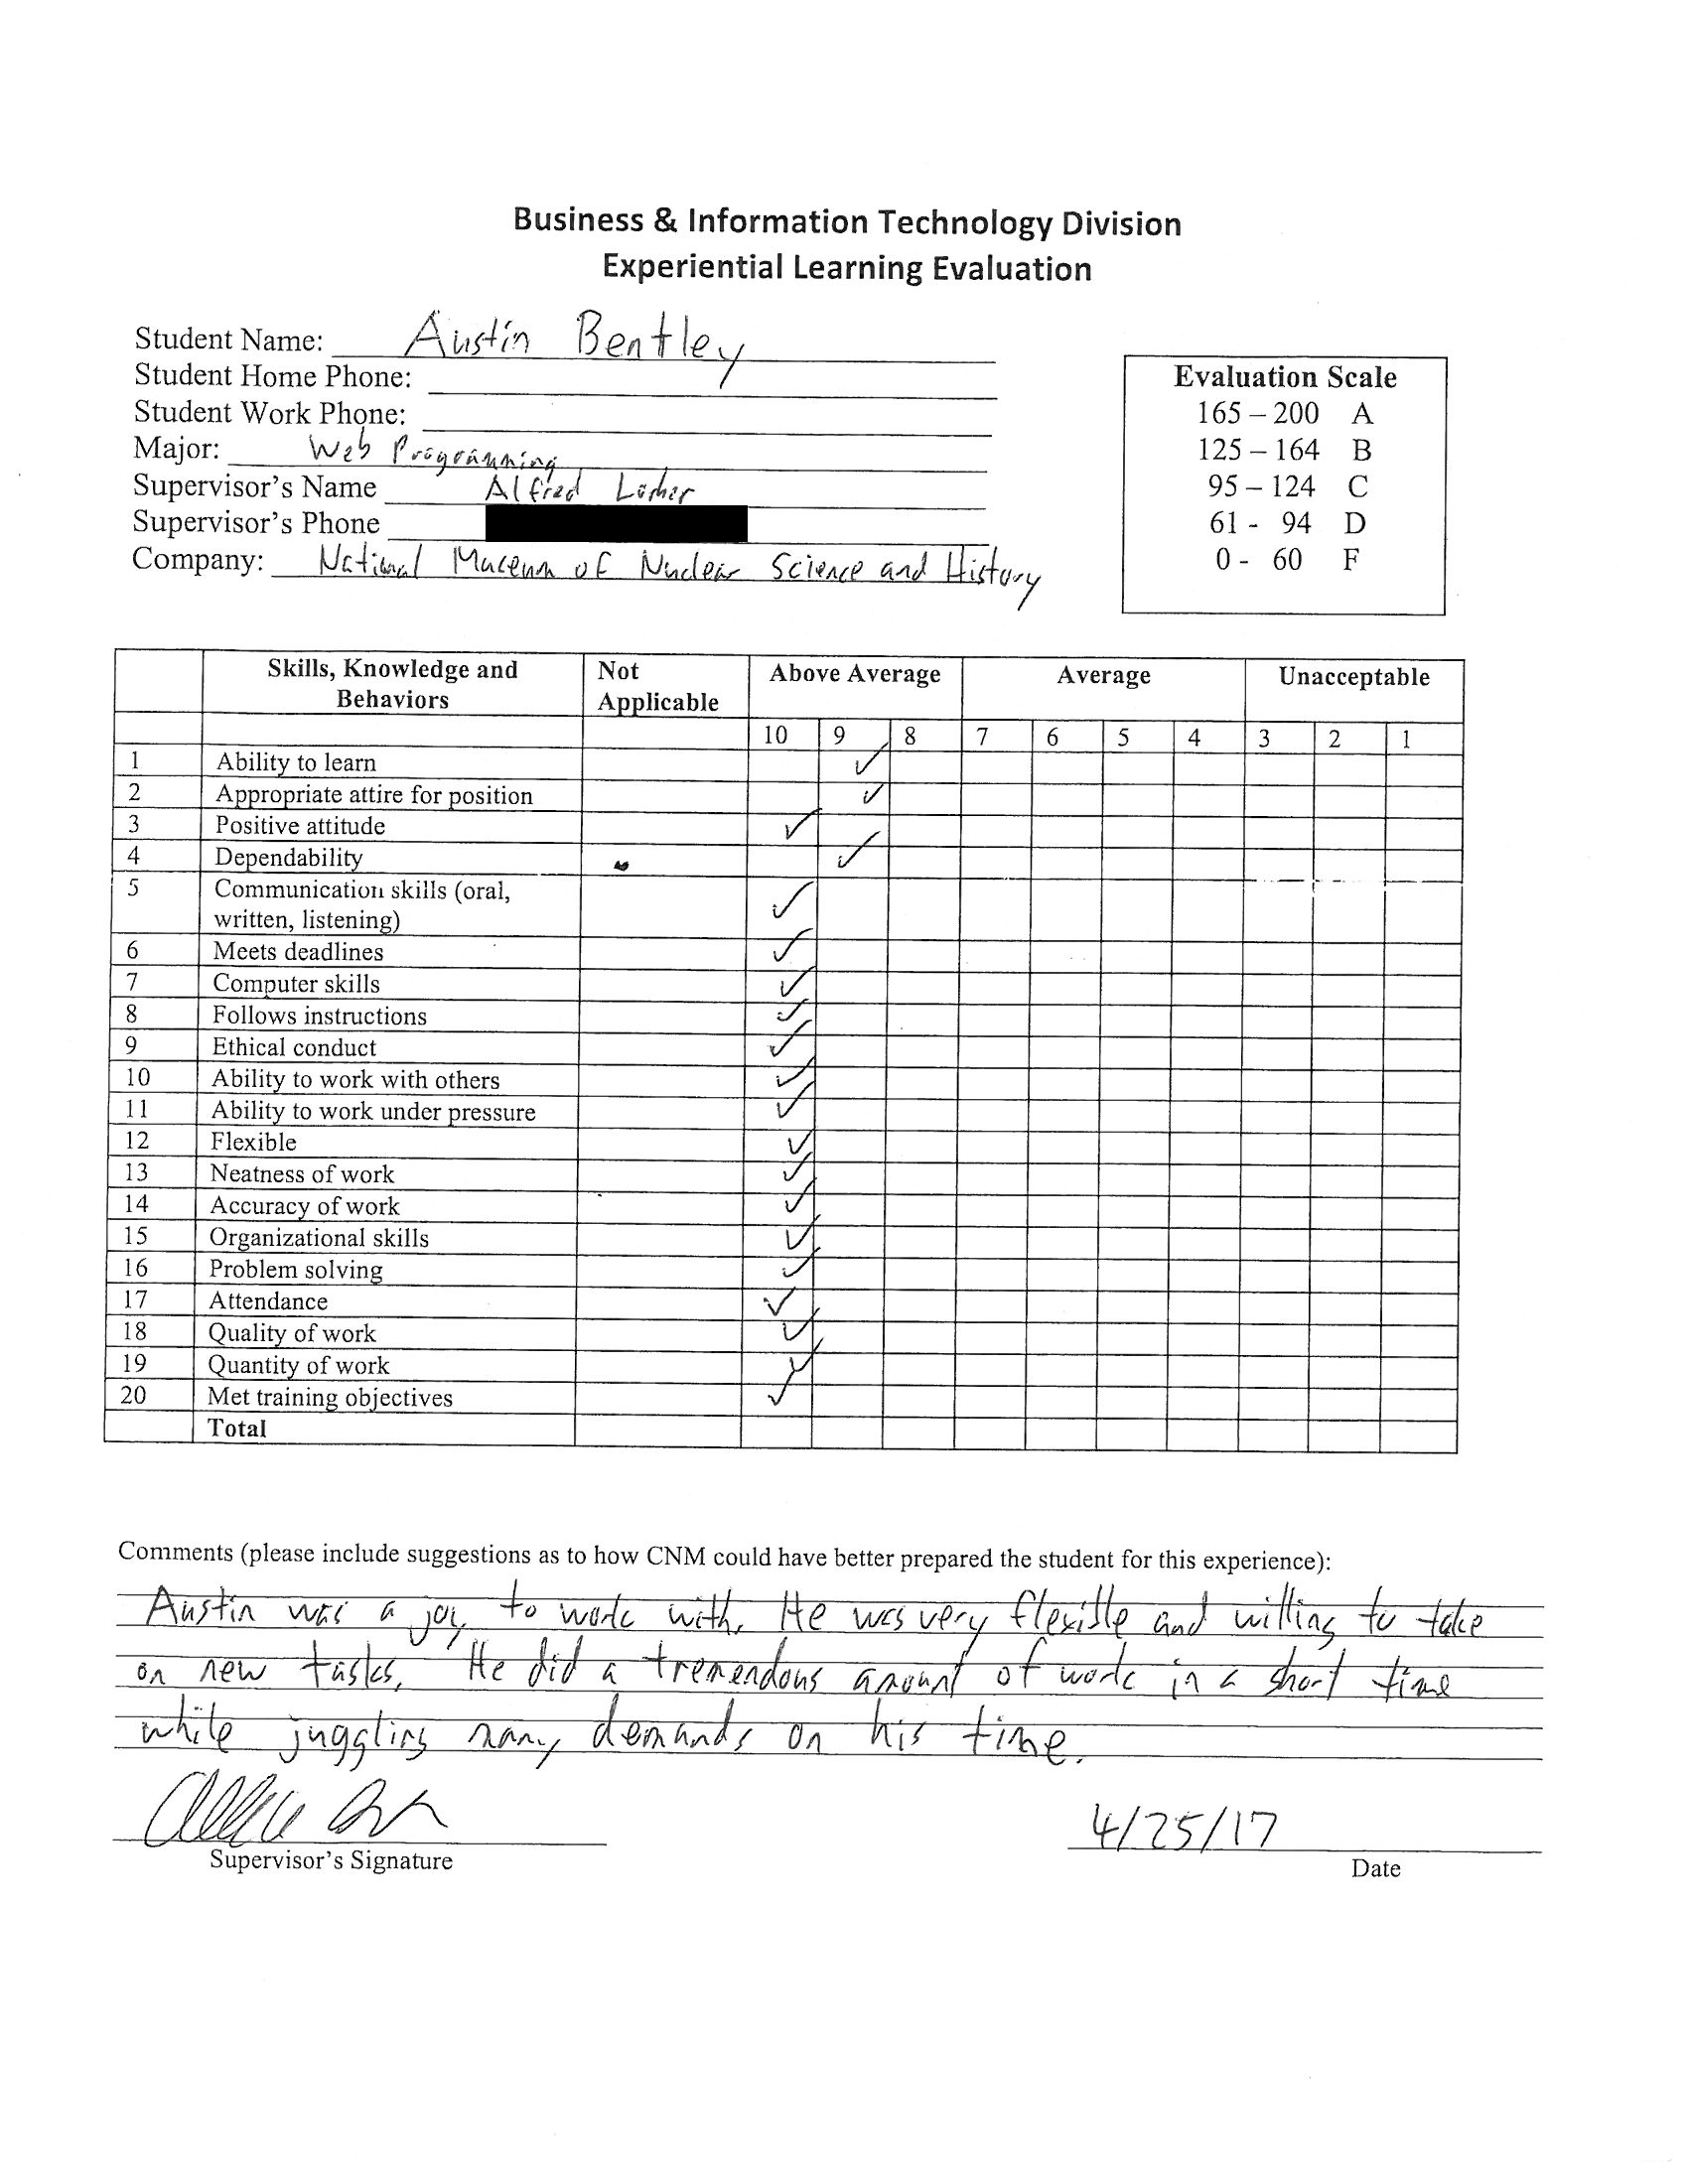 Business & Information Technology Division
Experiential Learning Evaluation
Student Name: Austin Bentley
Student Home Phone:
Student Work Phone:
Major: Web Programming
Supervisor's Name Alfred
Supervisor's Phone
Company: National Museum of Nuclear Science and History
Evaluation Scale
165 – 200 A
125 – 164 B
95 – 124 C
61 - 94 D
0 - 60 F
Skills, Knowledge and Behaviors Not Applicable Above Average Average Unacceptable
10 9 8 7 6 5 4 3 2 1
1 Ability to learn ✓
2 Appropriate attire for position ✓
3 Positive attitude ✓
4 Dependability ✓
5 Communication skills (oral,
written, listening) ✓
6 Meets deadlines ✓
7 Computer skills ✓
8 Follows instructions ✓
9 Ethical conduct ✓
10 Ability to work with others ✓
11 Ability to work under pressure ✓
12 Flexible ✓
13 Neatness of work ✓
14 Accuracy of work ✓
15 Organizational skills ✓
16 Problem solving ✓
17 Attendance ✓
18 Quality of work ✓
19 Quantity of work ✓
20 Met training objectives ✓
Total
Comments (please include suggestions as to how CNM could have better prepared the student for this experience):
Austin was a joy to work with. He was very flexible and willing to take
on new tasks. He did a tremendous amount of work in a short time
while juggling many demands on his time.
Supervisor's Signature
4/25/17
Date